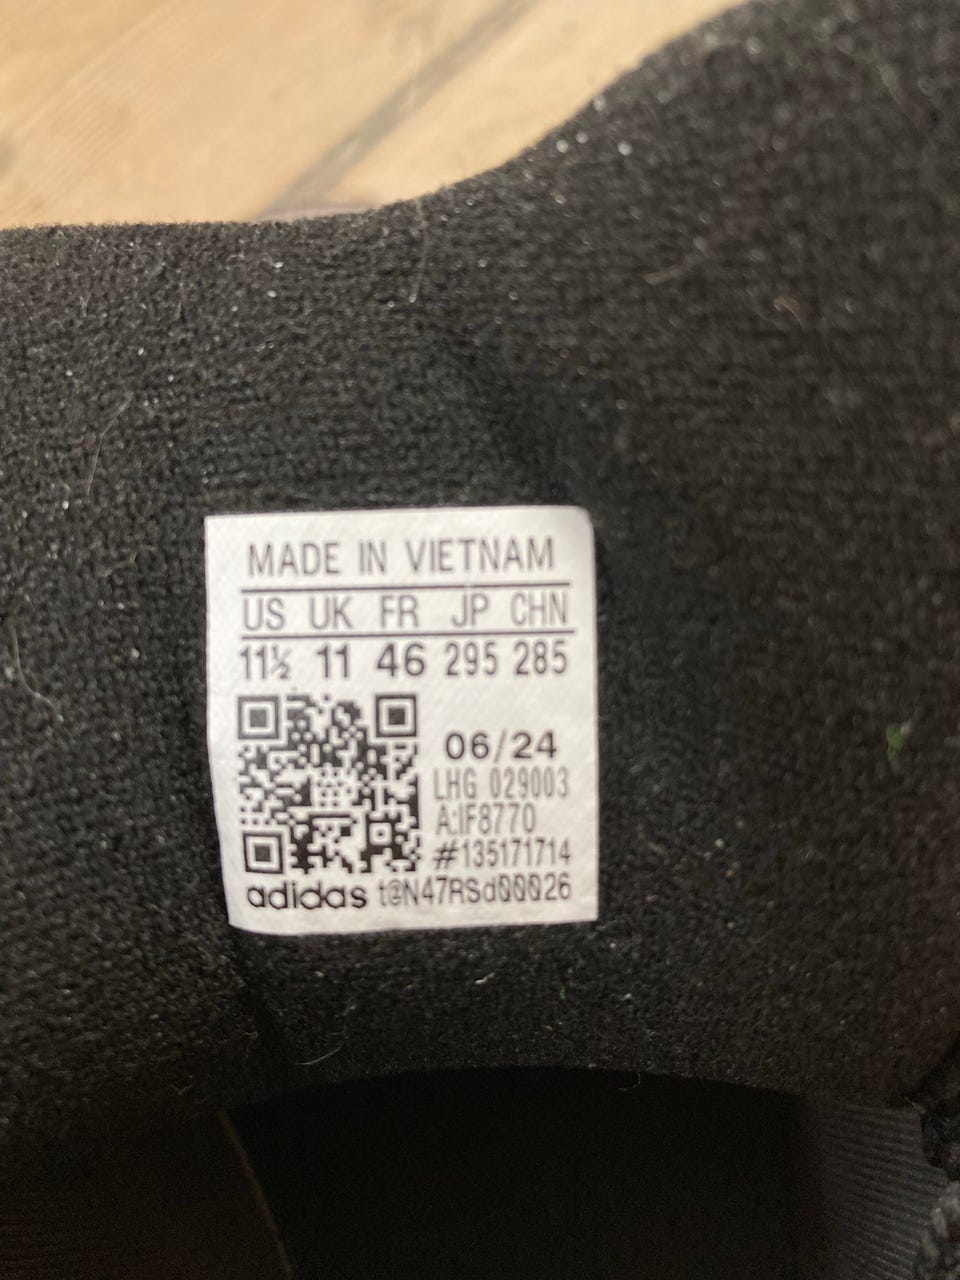 MADE IN VIETNAM
US UK FR JP CHN
11½ 11 46 295 285
06/24
LHG 029003
A:IF8770
#135171714
adidas t@N47RSd00026